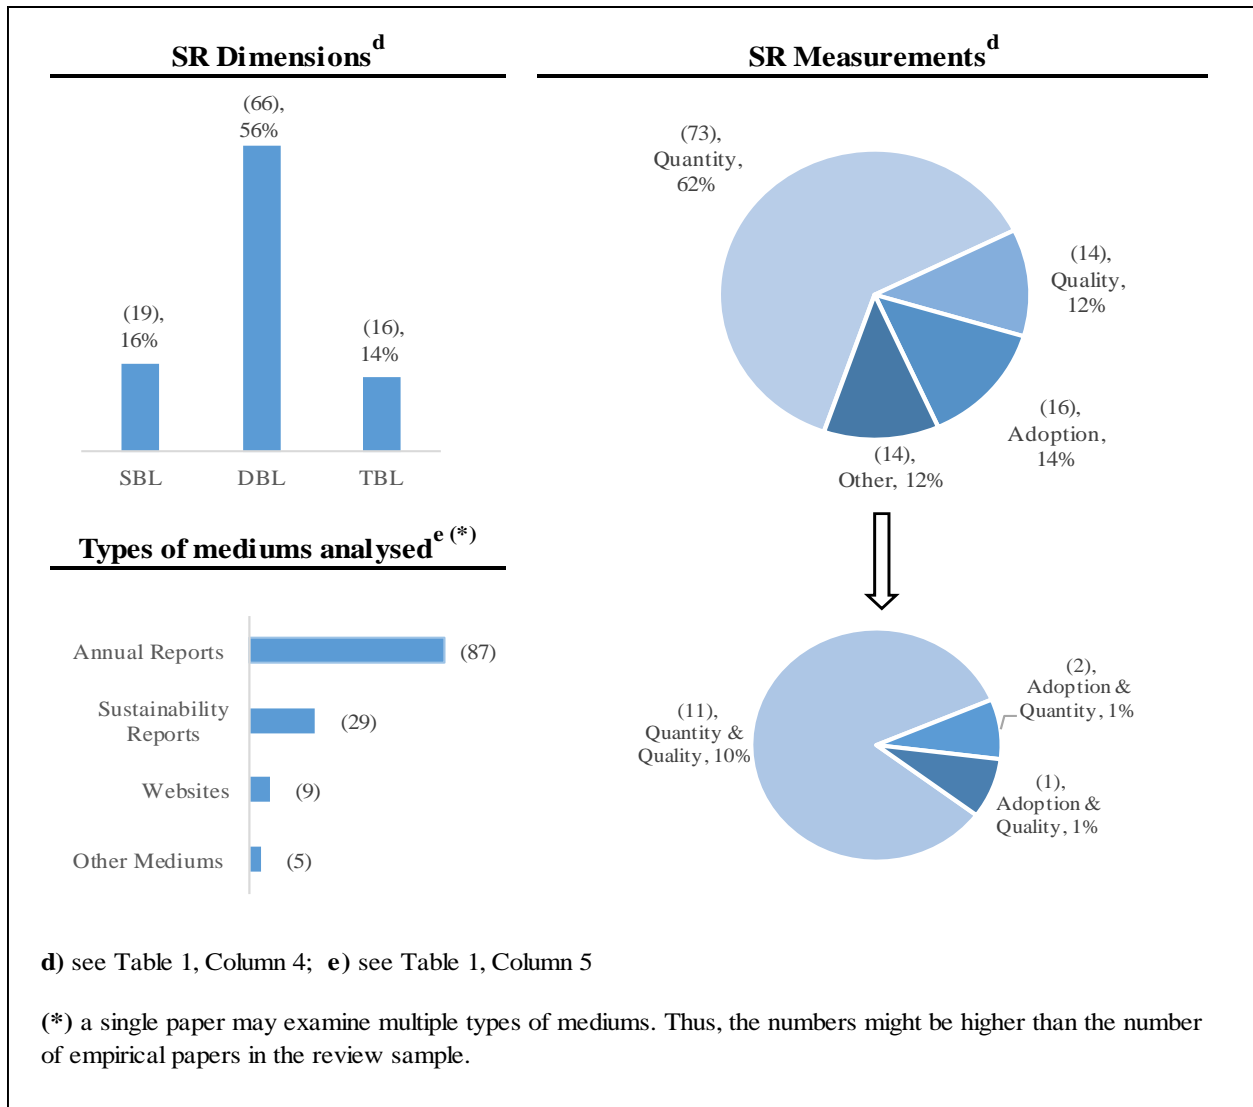 SR Dimensions^d
(66),
56%
(19),
16%
(16),
14%
SBL
DBL
TBL
Types of mediums analysed^e (*)
Annual Reports
(87)
Sustainability
Reports
(29)
Websites
(9)
Other Mediums
(5)
SR Measurements^d
(73),
Quantity,
62%
(14),
Quality,
12%
(16),
Adoption,
14%
(14),
Other, 12%
(11),
Quantity &
Quality, 10%
(2),
Adoption &
Quantity, 1%
(1),
Adoption &
Quality, 1%
d) see Table 1, Column 4; e) see Table 1, Column 5
(*) a single paper may examine multiple types of mediums. Thus, the numbers might be higher than the number
of empirical papers in the review sample.